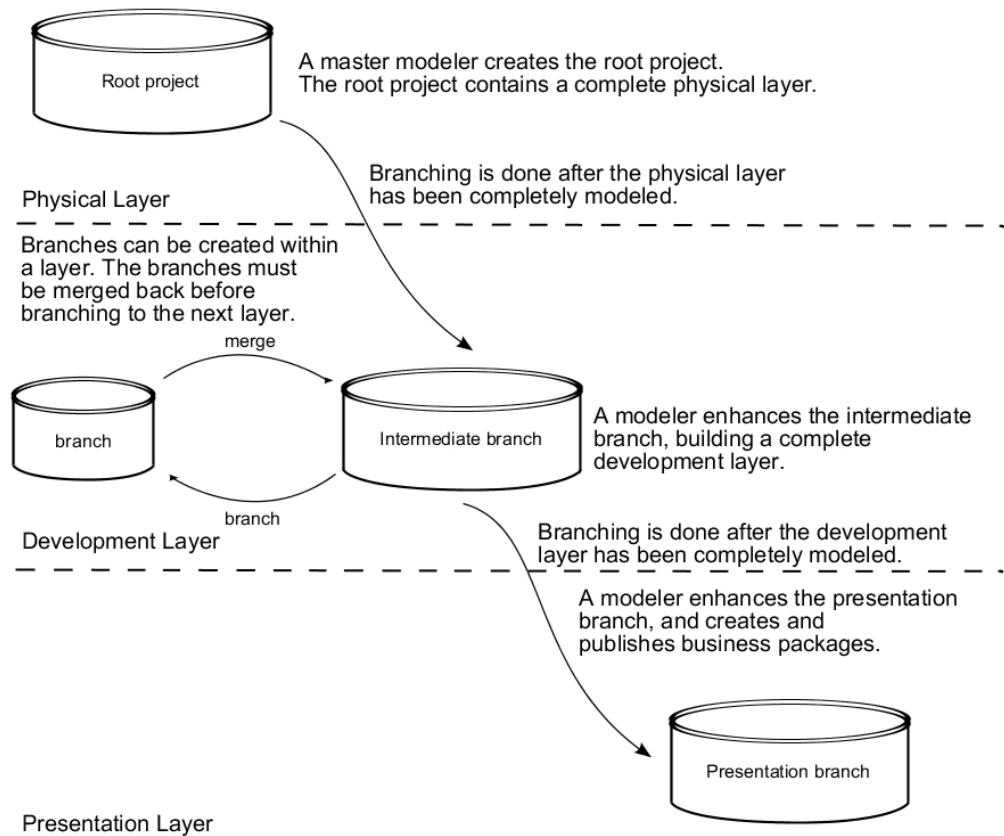 Root project
A master modeler creates the root project.
The root project contains a complete physical layer.
Branching is done after the physical layer
has been completely modeled.
Physical Layer
Branches can be created within
a layer. The branches must
be merged back before
branching to the next layer.
merge
branch
Intermediate branch
A modeler enhances the intermediate
branch, building a complete
development layer.
branch
Development Layer
Branching is done after the development
layer has been completely modeled.
A modeler enhances the presentation
branch, and creates and
publishes business packages.
Presentation branch
Presentation Layer